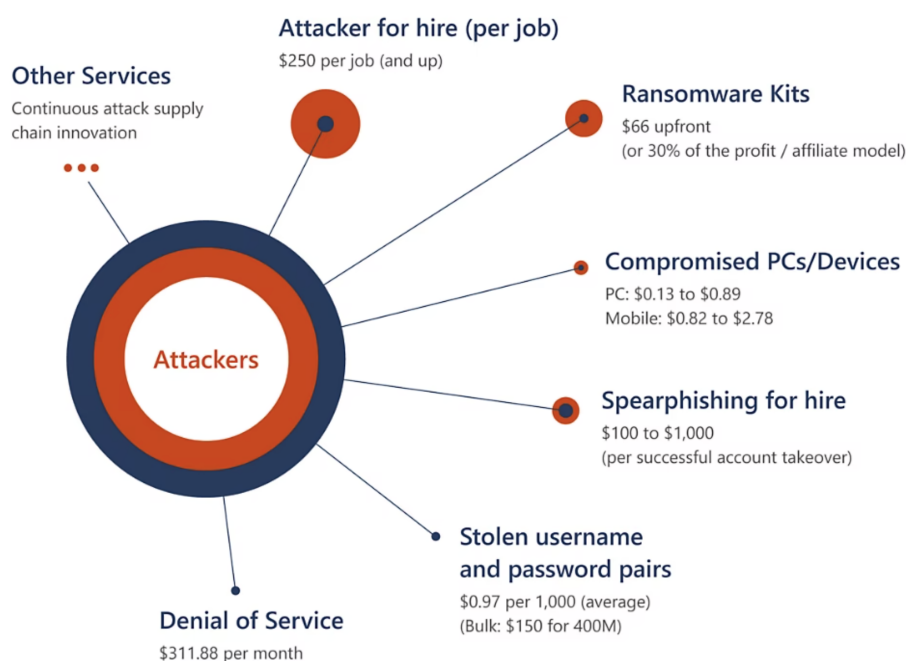 Attacker for hire (per job)
$250 per job (and up)
Other Services
Continuous attack supply
chain innovation
Ransomware Kits
$66 upfront
(or 30% of the profit / affiliate model)
Compromised PCs/Devices
PC: $0.13 to $0.89
Mobile: $0.82 to $2.78
Attackers
Spearphishing for hire
$100 to $1,000
(per successful account takeover)
Stolen username
and password pairs
$0.97 per 1,000 (average)
(Bulk: $150 for 400M)
Denial of Service
$311.88 per month